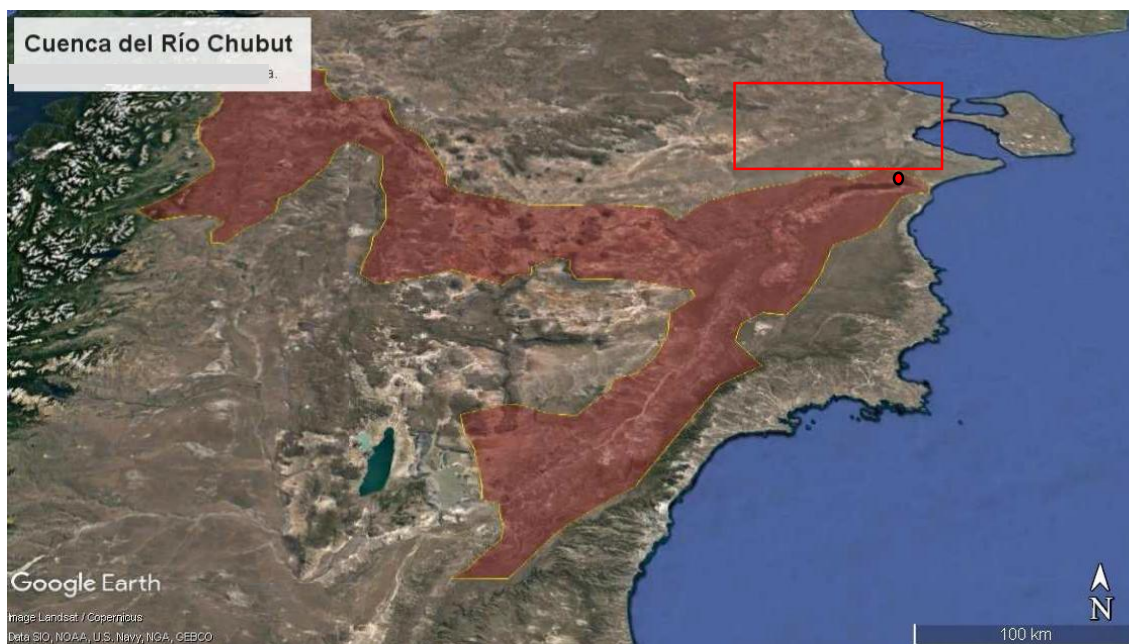 Cuenca del Río Chubut
a.
Google Earth
Image Landsat / Copernicus
Data SIO, NOAA, U.S. Navy, NGA, GEBCO
N
100 km